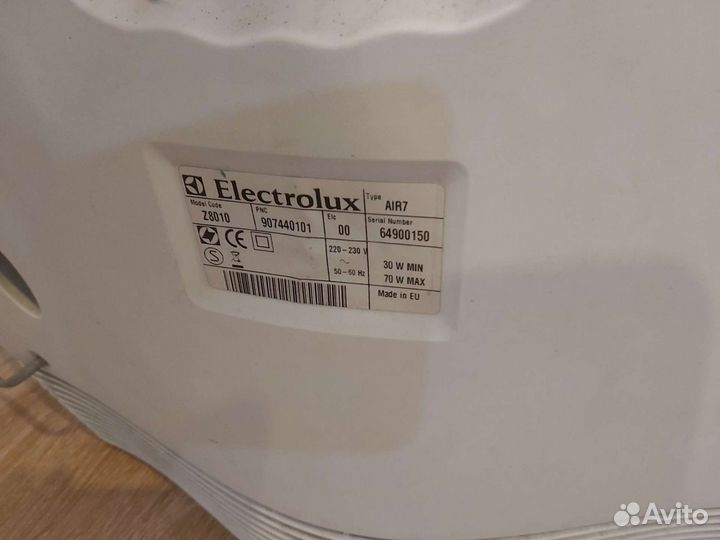 Electrolux
Type
AIR7
Model Code
Z8010
PNC
907440101
Elc
00
Serial Number
64900150
CE
S
220-230 V
~
50-60 Hz
30 W MIN
70 W MAX
Made in EU
Avito